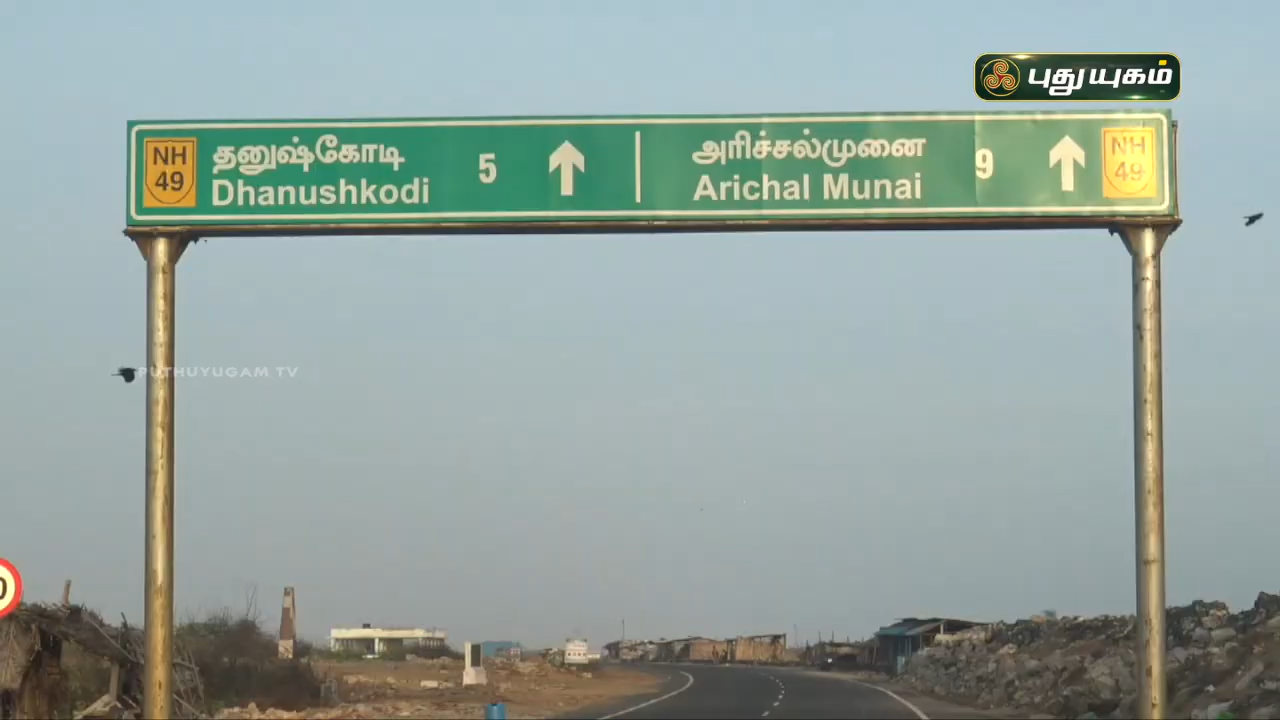 புதுயுகம்
NH 49
தனுஷ்கோடி
Dhanushkodi
5
அரிச்சல்முனை
Arichal Munai
9
NH 49
PUTHUYUGAM TV